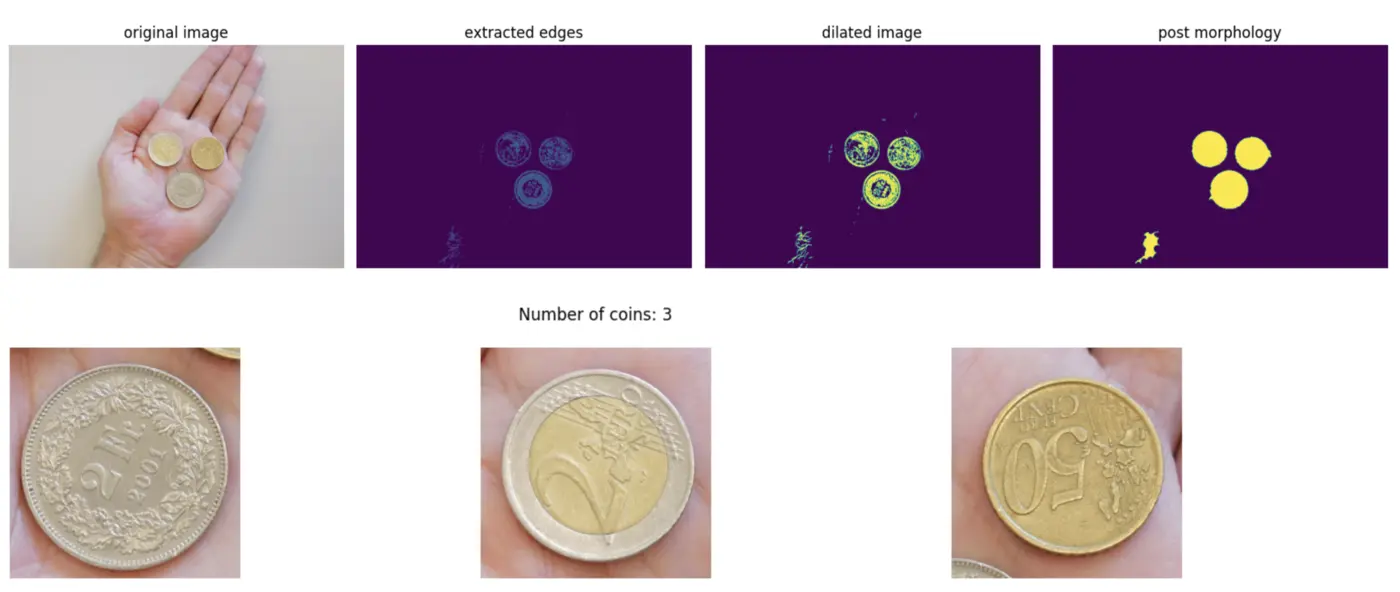 original image
extracted edges
dilated image
post morphology
Number of coins: 3
2 Fr.
2001
2
EURO
50
EURO
CENT